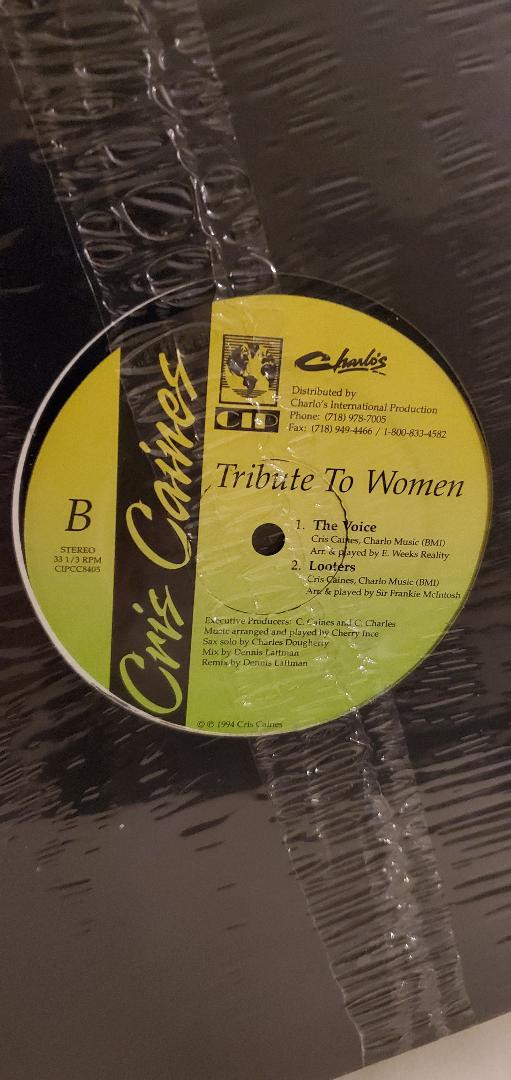 Charlo's
CIP
Distributed by
Charlo's International Production
Phone: (718) 978-7005
Fax: (718) 949-4466 / 1-800-833-4582
Cris Caines
Tribute To Women
B
STEREO
33 1/3 RPM
CIPCC8405
1. The Voice
Cris Caines, Charlo Music (BMI)
Arr. & played by E. Weeks Reality
2. Looters
Cris Caines, Charlo Music (BMI)
Arr. & played by Sir Frankie McIntosh
Executive Producers: C. Caines and C. Charles
Music arranged and played by Cherry Ince
Sax solo by Charles Dougherty
Mix by Dennis Lattman
Remix by Dennis Lattman
© ℗ 1994 Cris Caines